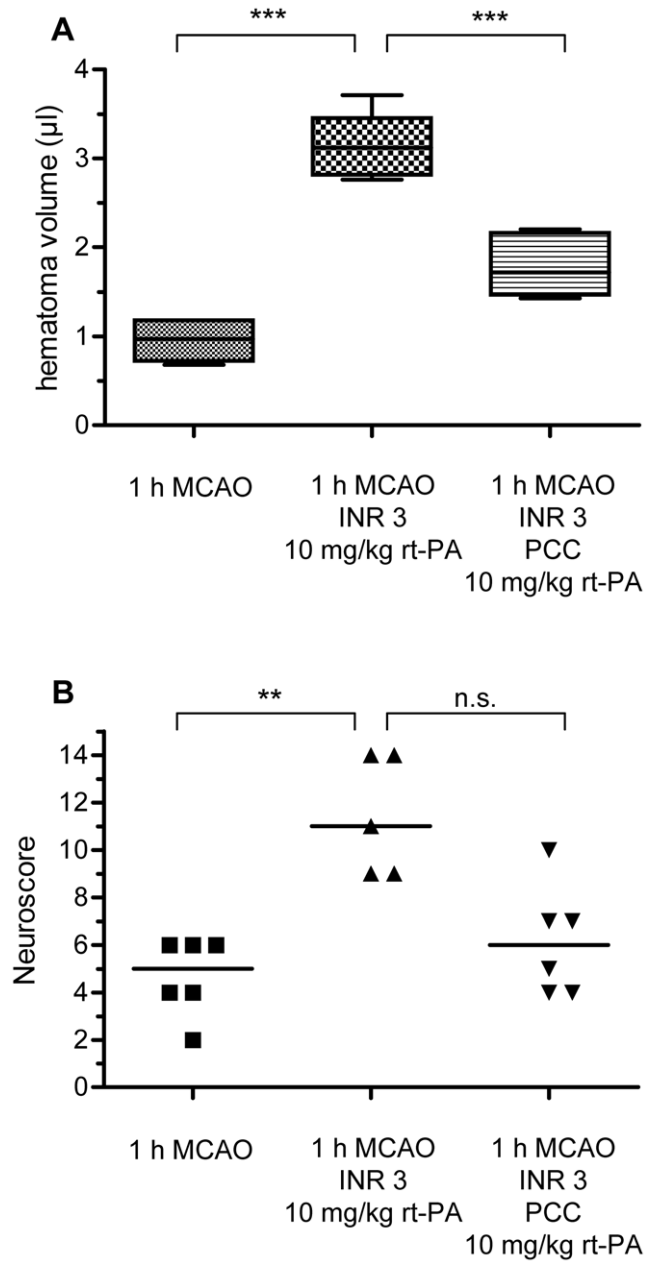 A
***
***
hematoma volume (µl)
4
3
2
1
0
1 h MCAO
1 h MCAO
INR 3
10 mg/kg rt-PA
1 h MCAO
INR 3
PCC
10 mg/kg rt-PA
B
**
n.s.
Neuroscore
14
12
10
8
6
4
2
0
1 h MCAO
1 h MCAO
INR 3
10 mg/kg rt-PA
1 h MCAO
INR 3
PCC
10 mg/kg rt-PA